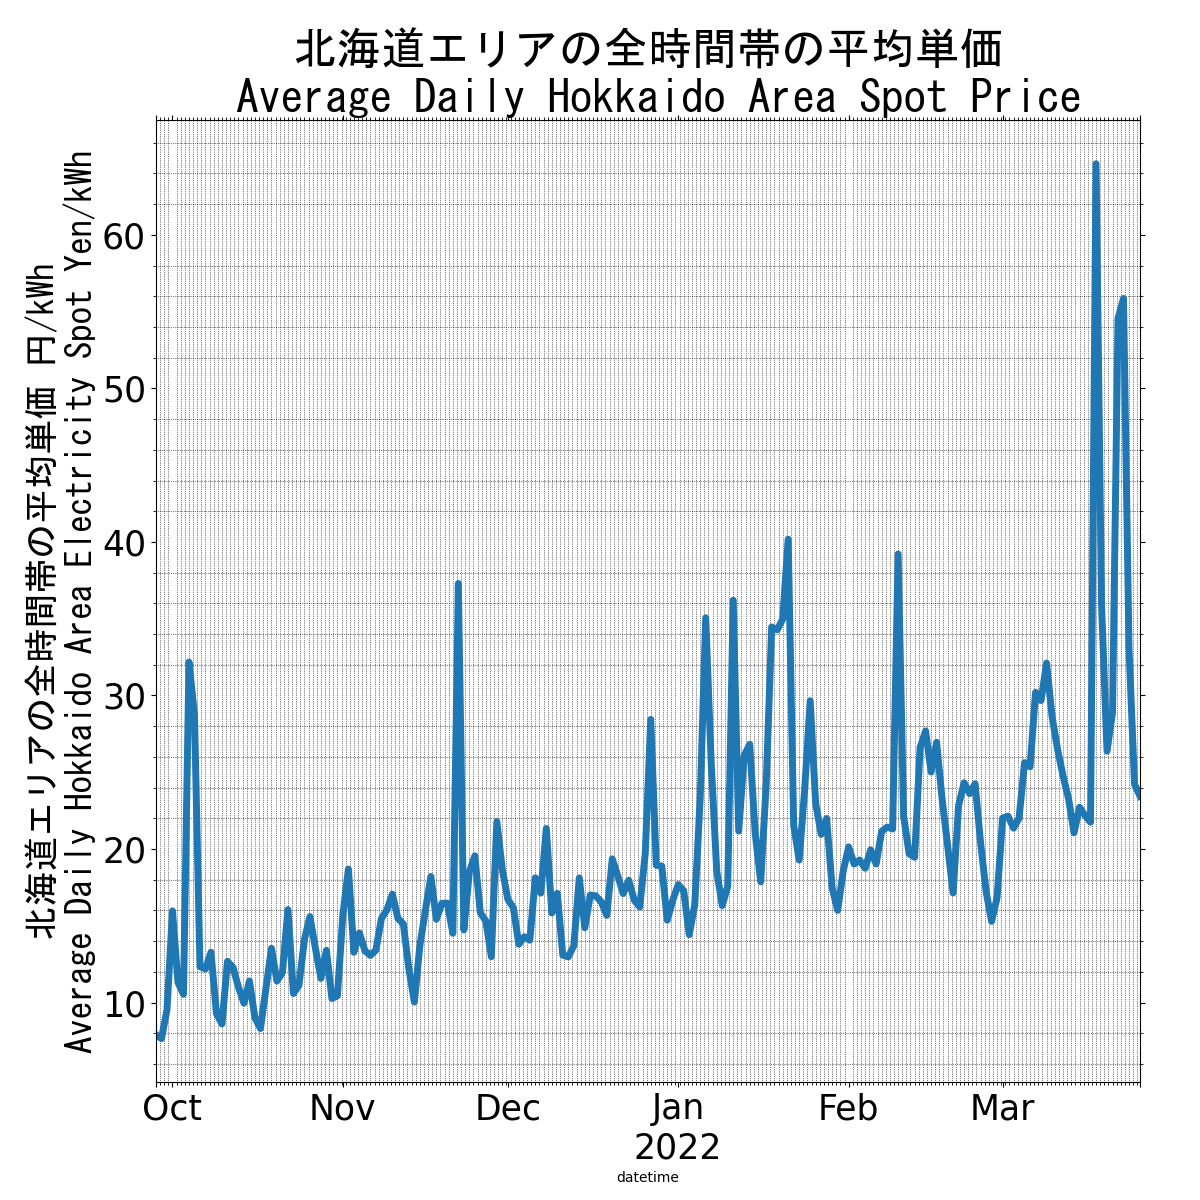 北海道エリアの全時間帯の平均単価
Average Daily Hokkaido Area Spot Price
北海道エリアの全時間帯の平均単価 円/kWh
Average Daily Hokkaido Area Electricity Spot Yen/kWh
60
50
40
30
20
10
Oct Nov Dec Jan Feb Mar
2022
datetime